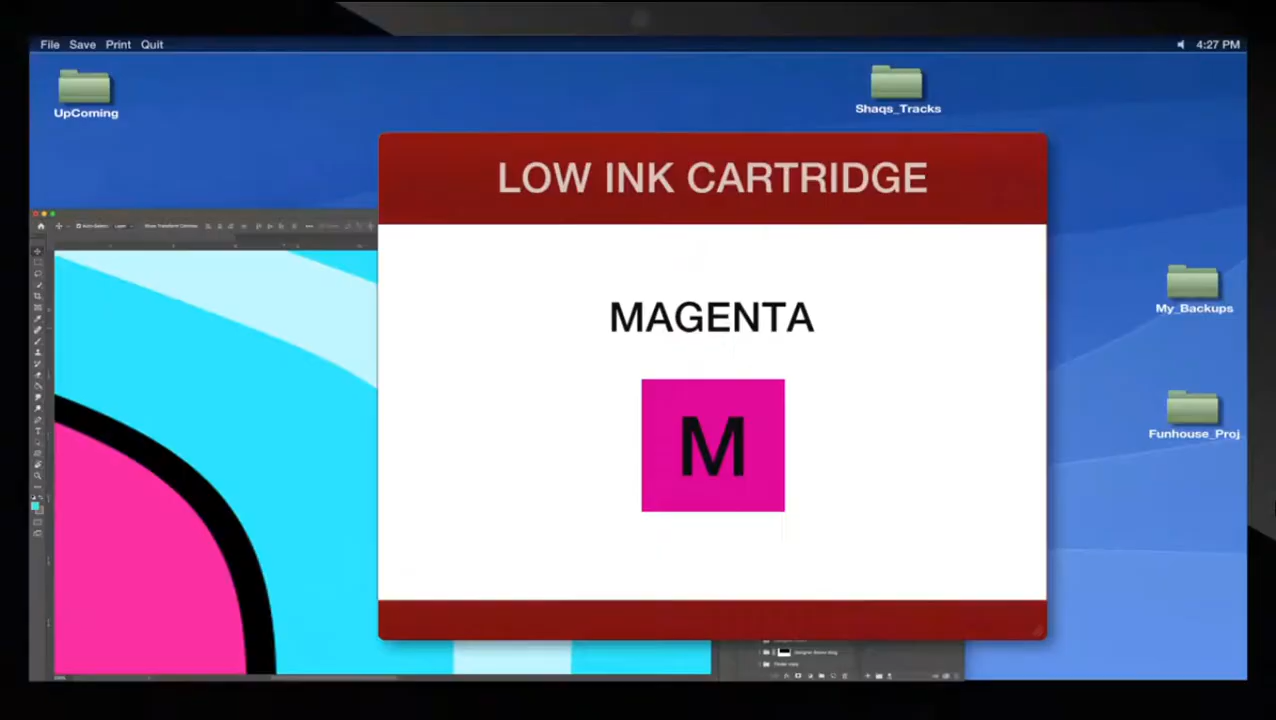 File Save Print Quit
4:27 PM
UpComing
Shaqs_Tracks
LOW INK CARTRIDGE
MAGENTA
M
My_Backups
Funhouse_Proj